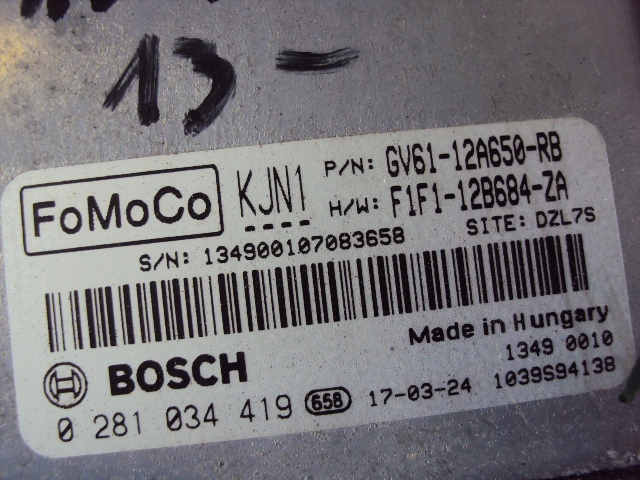 13-
FoMoCo KJN1 P/N: GV61-12A650-RB
H/W: F1F1-12B684-ZA
S/N: 134900107083658 SITE: DZL7S
Made in Hungary
BOSCH 1349 0010
0 281 034 419 658 17-03-24 1039S94138